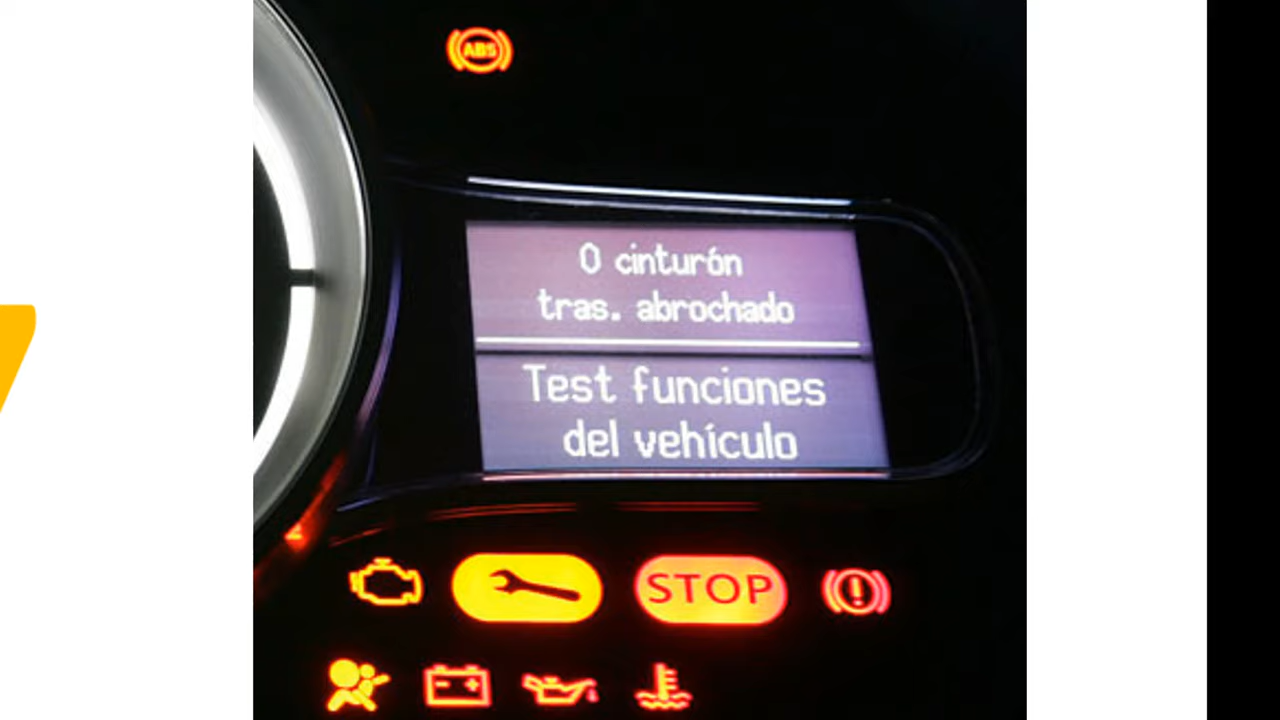 ABS
0 cinturón
tras. abrochado
Test funciones
del vehículo
STOP